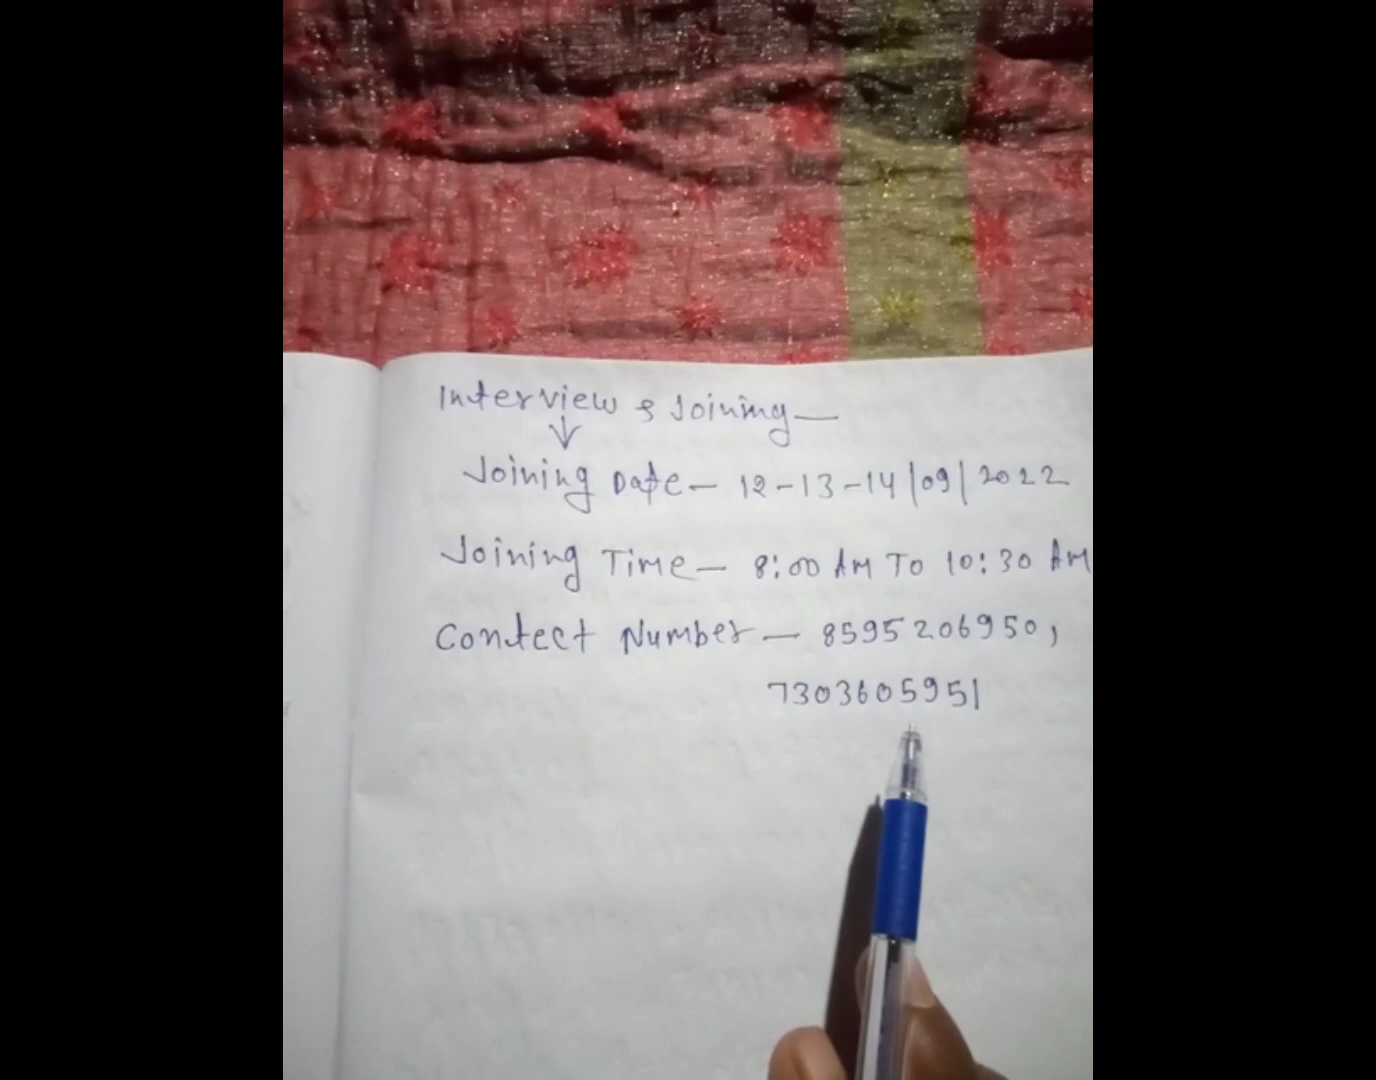 Interview & Joining —
↓
Joining Date — 12-13-14/09/2022
Joining Time — 8:00 AM To 10:30 AM
Contect Number — 8595206950,
7303605951